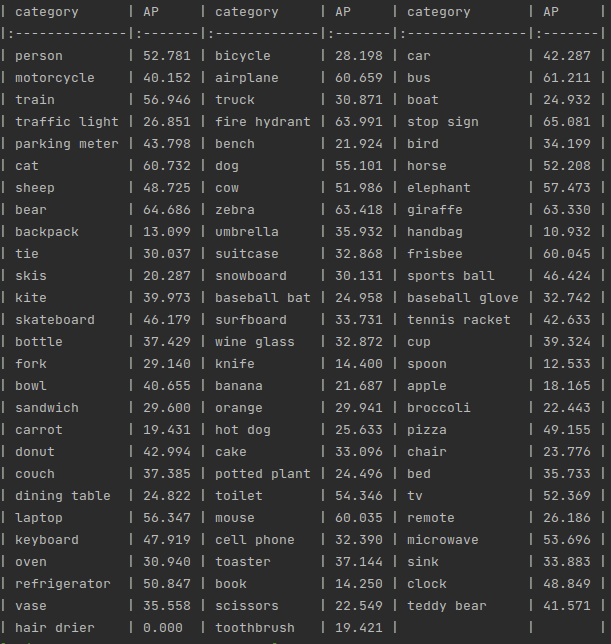 | category | AP | category | AP | category | AP |
|:--------------|:-------|:-------------|:-------|:---------------|:-------|
| person | 52.781 | bicycle | 28.198 | car | 42.287 |
| motorcycle | 40.152 | airplane | 60.659 | bus | 61.211 |
| train | 56.946 | truck | 30.871 | boat | 24.932 |
| traffic light | 26.851 | fire hydrant | 63.991 | stop sign | 65.081 |
| parking meter | 43.798 | bench | 21.924 | bird | 34.199 |
| cat | 60.732 | dog | 55.101 | horse | 52.208 |
| sheep | 48.725 | cow | 51.986 | elephant | 57.473 |
| bear | 64.686 | zebra | 63.418 | giraffe | 63.330 |
| backpack | 13.099 | umbrella | 35.932 | handbag | 10.932 |
| tie | 30.037 | suitcase | 32.868 | frisbee | 60.045 |
| skis | 20.287 | snowboard | 30.131 | sports ball | 46.424 |
| kite | 39.973 | baseball bat | 24.958 | baseball glove | 32.742 |
| skateboard | 46.179 | surfboard | 33.731 | tennis racket | 42.633 |
| bottle | 37.429 | wine glass | 32.872 | cup | 39.324 |
| fork | 29.140 | knife | 14.400 | spoon | 12.533 |
| bowl | 40.655 | banana | 21.687 | apple | 18.165 |
| sandwich | 29.600 | orange | 29.941 | broccoli | 22.443 |
| carrot | 19.431 | hot dog | 25.633 | pizza | 49.155 |
| donut | 42.994 | cake | 33.096 | chair | 23.776 |
| couch | 37.385 | potted plant | 24.496 | bed | 35.733 |
| dining table | 24.822 | toilet | 54.346 | tv | 52.369 |
| laptop | 56.347 | mouse | 60.035 | remote | 26.186 |
| keyboard | 47.919 | cell phone | 32.390 | microwave | 53.696 |
| oven | 30.940 | toaster | 37.144 | sink | 33.883 |
| refrigerator | 50.847 | book | 14.250 | clock | 48.849 |
| vase | 35.558 | scissors | 22.549 | teddy bear | 41.571 |
| hair drier | 0.000 | toothbrush | 19.421 | | |